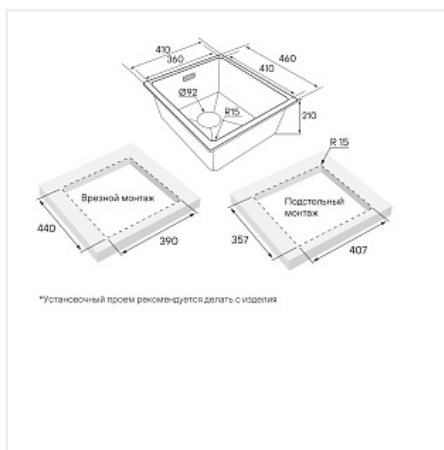 410
360
460
410
Ø92
R15
210
R 15
Врезной монтаж
Подстольный
монтаж
440
390
357
407
*Установочный проем рекомендуется делать с изделия